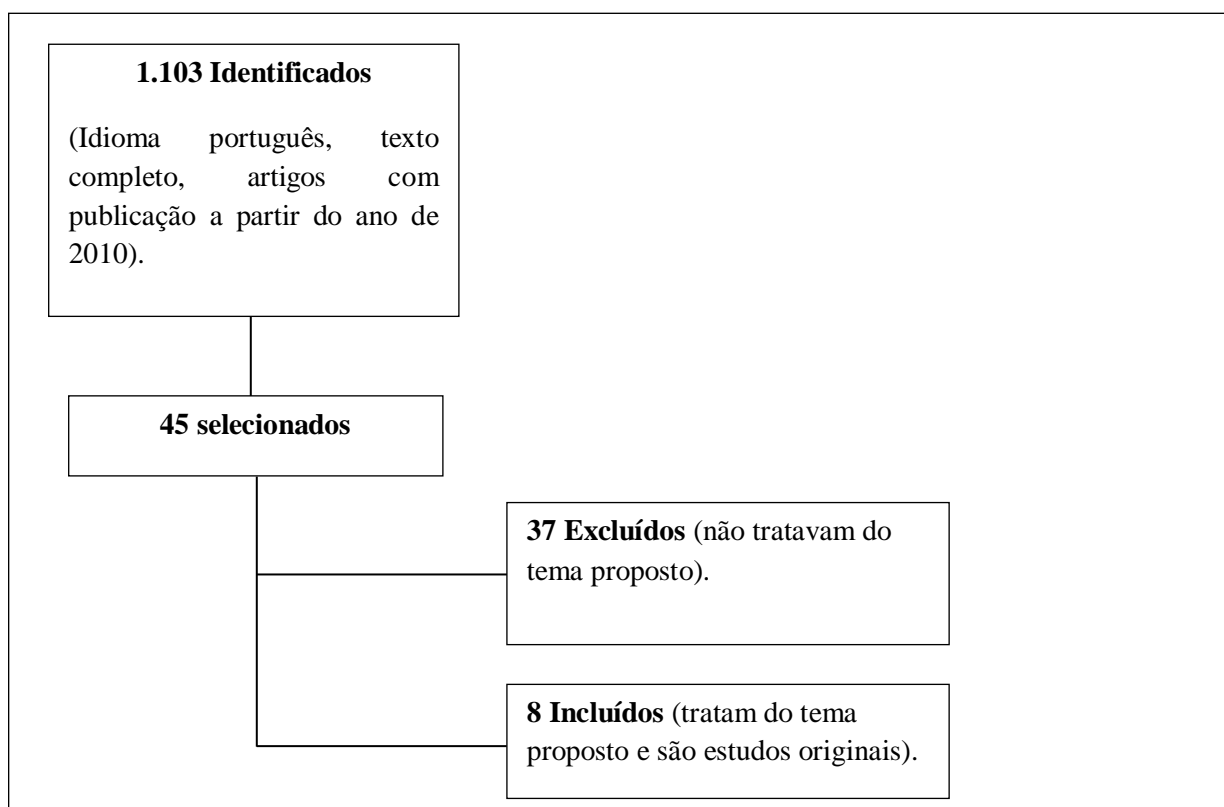 1.103 Identificados
(Idioma português, texto
completo, artigos com
publicação a partir do ano de
2010).
45 selecionados
37 Excluídos (não tratavam do
tema proposto).
8 Incluídos (tratam do tema
proposto e são estudos originais).